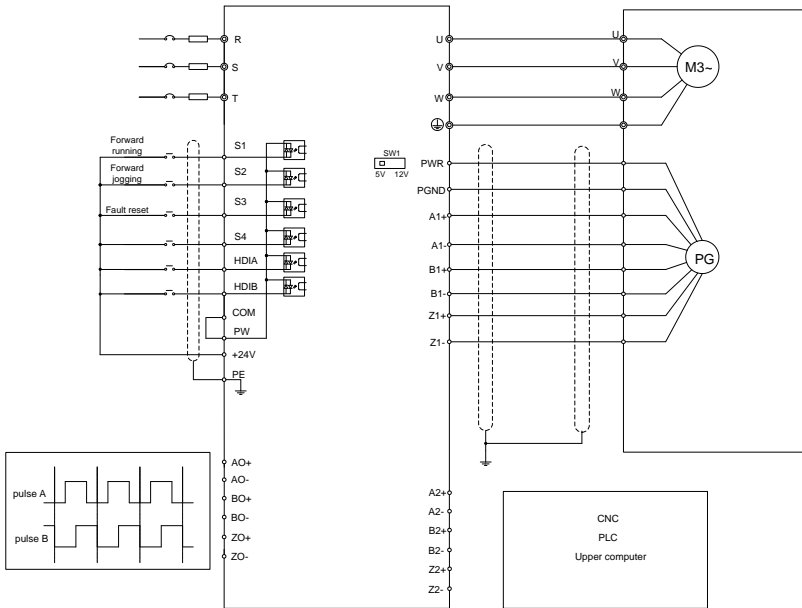 R
S
T
Forward
running
Forward
jogging
Fault reset
S1
S2
S3
S4
HDIA
HDIB
COM
PW
+24V
PE
SW1
5V 12V
U
V
W
PWR
PGND
A1+
A1-
B1+
B1-
Z1+
Z1-
U
V
W
M3~
PG
pulse A
pulse B
AO+
AO-
BO+
BO-
ZO+
ZO-
A2+
A2-
B2+
B2-
Z2+
Z2-
CNC
PLC
Upper computer